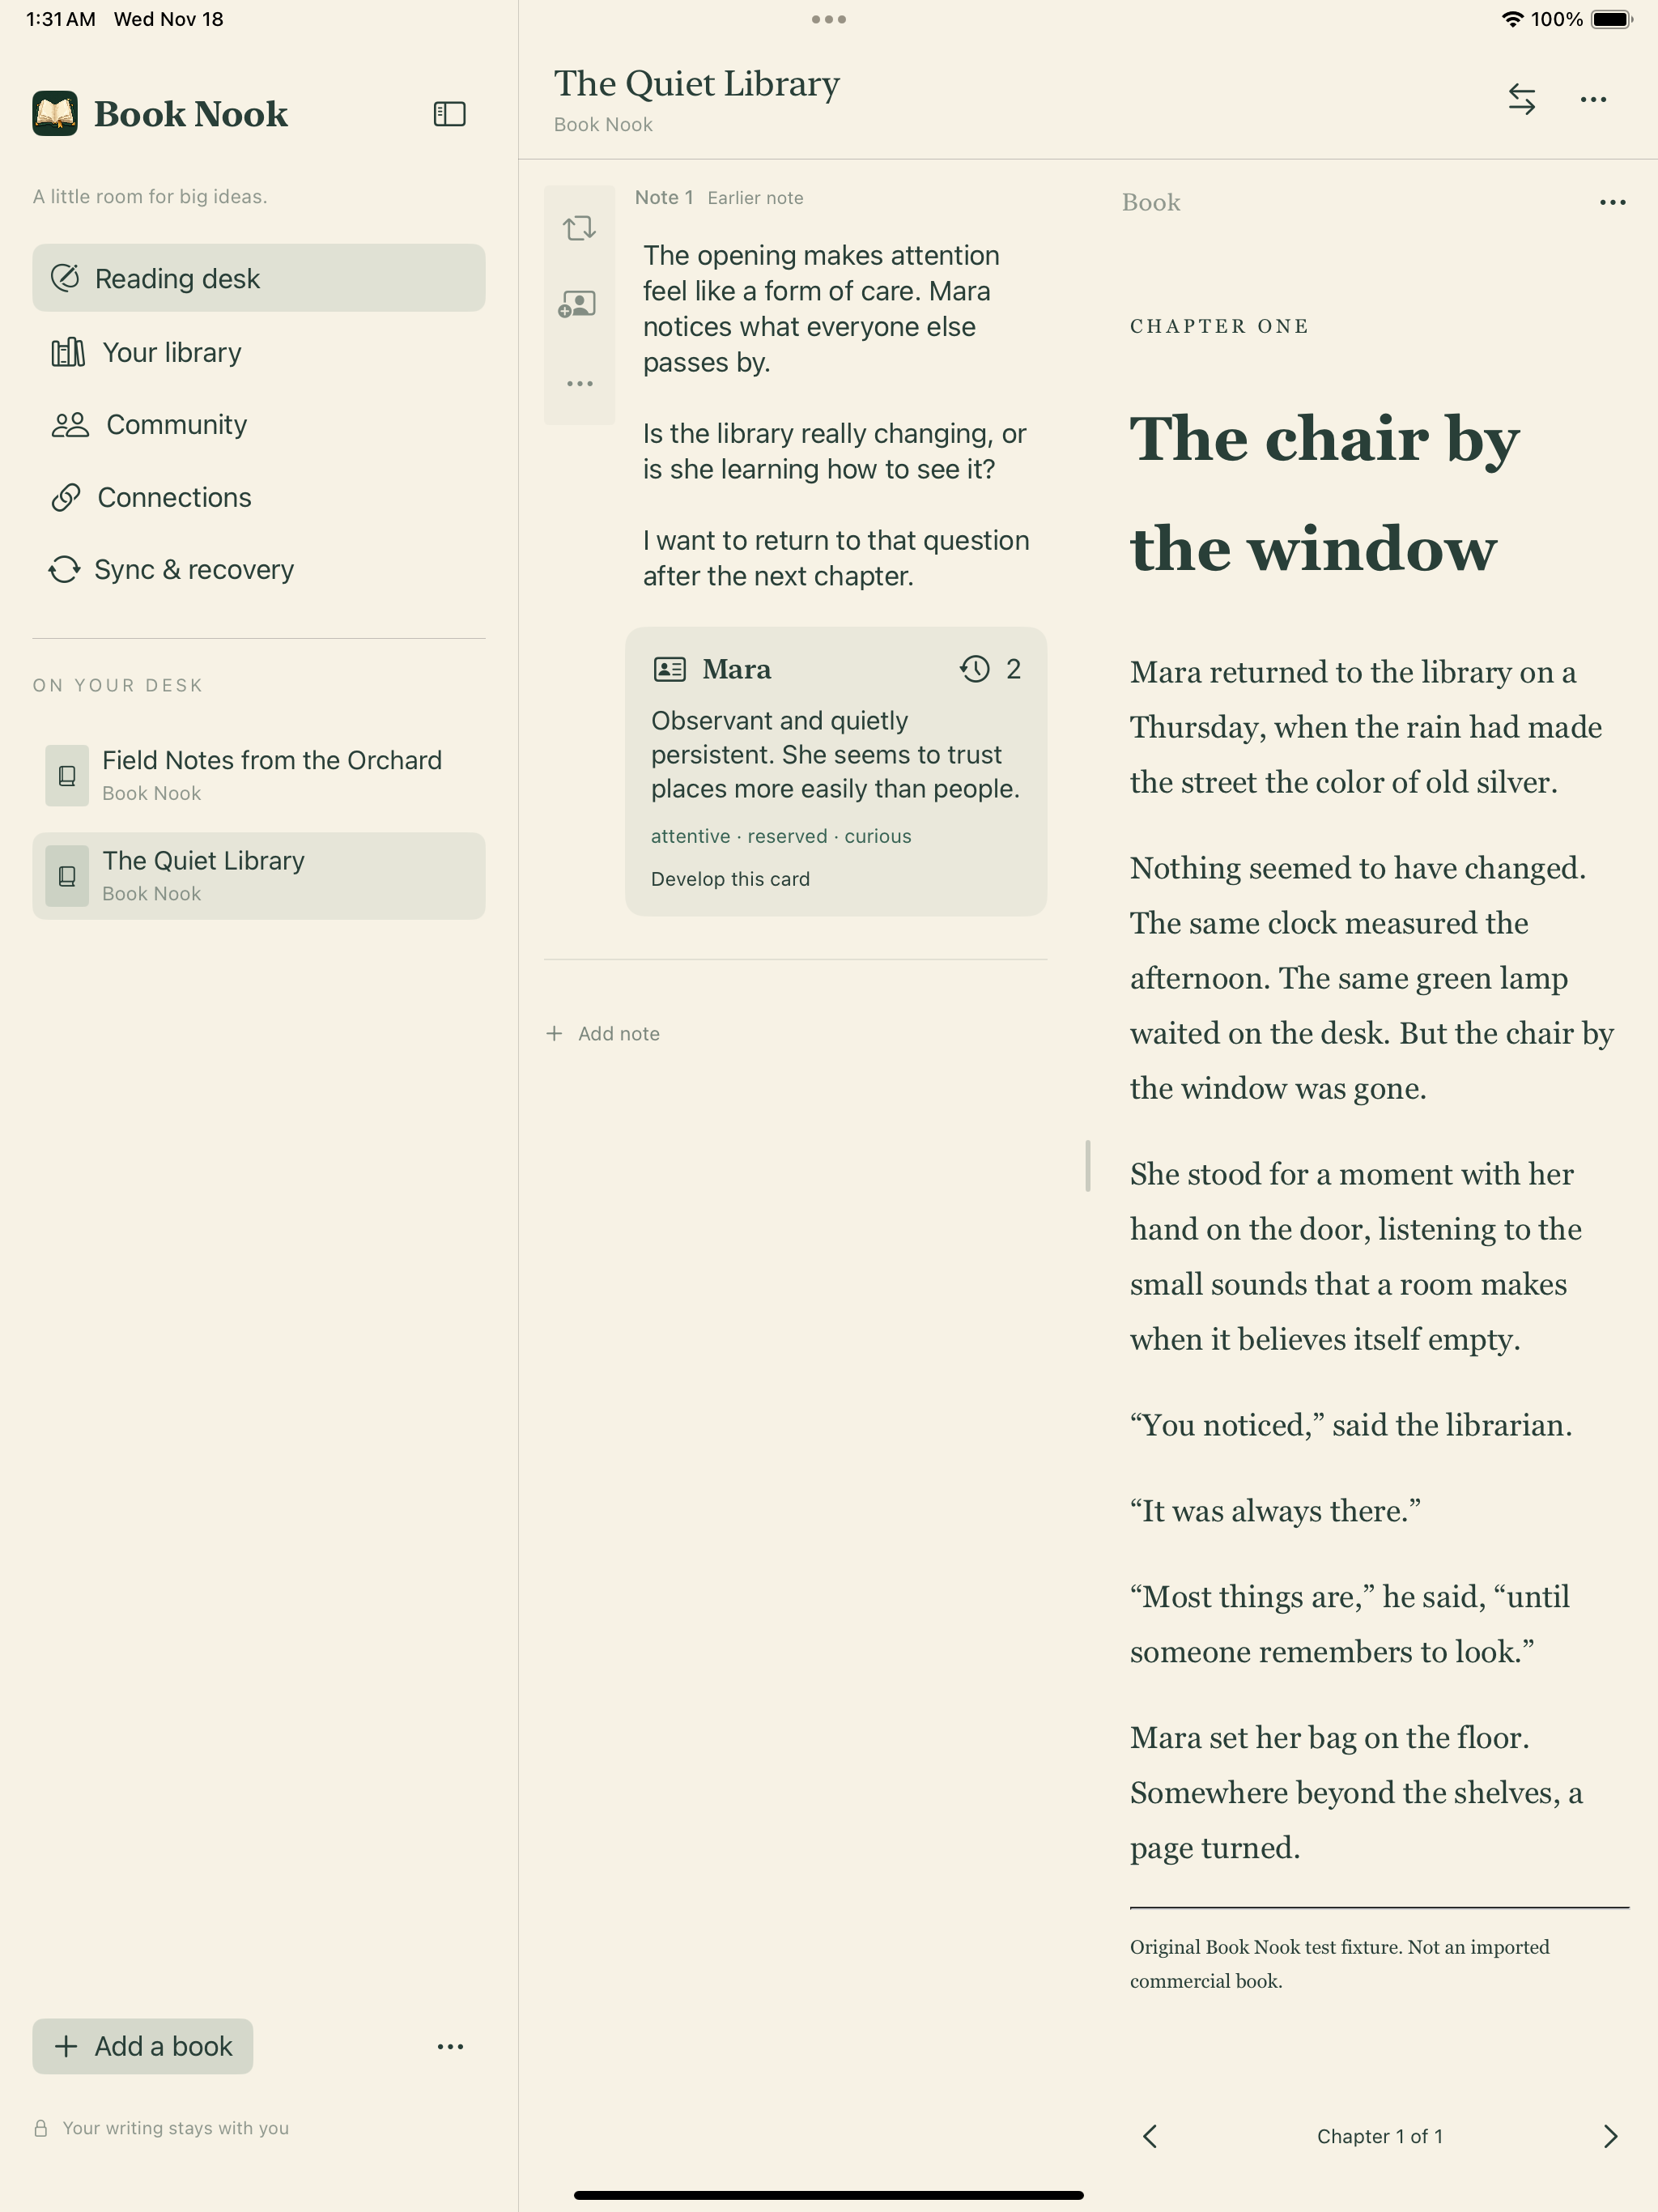 1:31 AM Wed Nov 18
100%
Book Nook
A little room for big ideas.
Reading desk
Your library
Community
Connections
Sync & recovery
ON YOUR DESK
Field Notes from the Orchard
Book Nook
The Quiet Library
Book Nook
Add a book
Your writing stays with you
The Quiet Library
Book Nook
Note 1 Earlier note
The opening makes attention
feel like a form of care. Mara
notices what everyone else
passes by.
Is the library really changing, or
is she learning how to see it?
I want to return to that question
after the next chapter.
Mara 2
Observant and quietly
persistent. She seems to trust
places more easily than people.
attentive · reserved · curious
Develop this card
Add note
Book
CHAPTER ONE
The chair by
the window
Mara returned to the library on a
Thursday, when the rain had made
the street the color of old silver.
Nothing seemed to have changed.
The same clock measured the
afternoon. The same green lamp
waited on the desk. But the chair by
the window was gone.
She stood for a moment with her
hand on the door, listening to the
small sounds that a room makes
when it believes itself empty.
“You noticed,” said the librarian.
“It was always there.”
“Most things are,” he said, “until
someone remembers to look.”
Mara set her bag on the floor.
Somewhere beyond the shelves, a
page turned.
Original Book Nook test fixture. Not an imported
commercial book.
Chapter 1 of 1